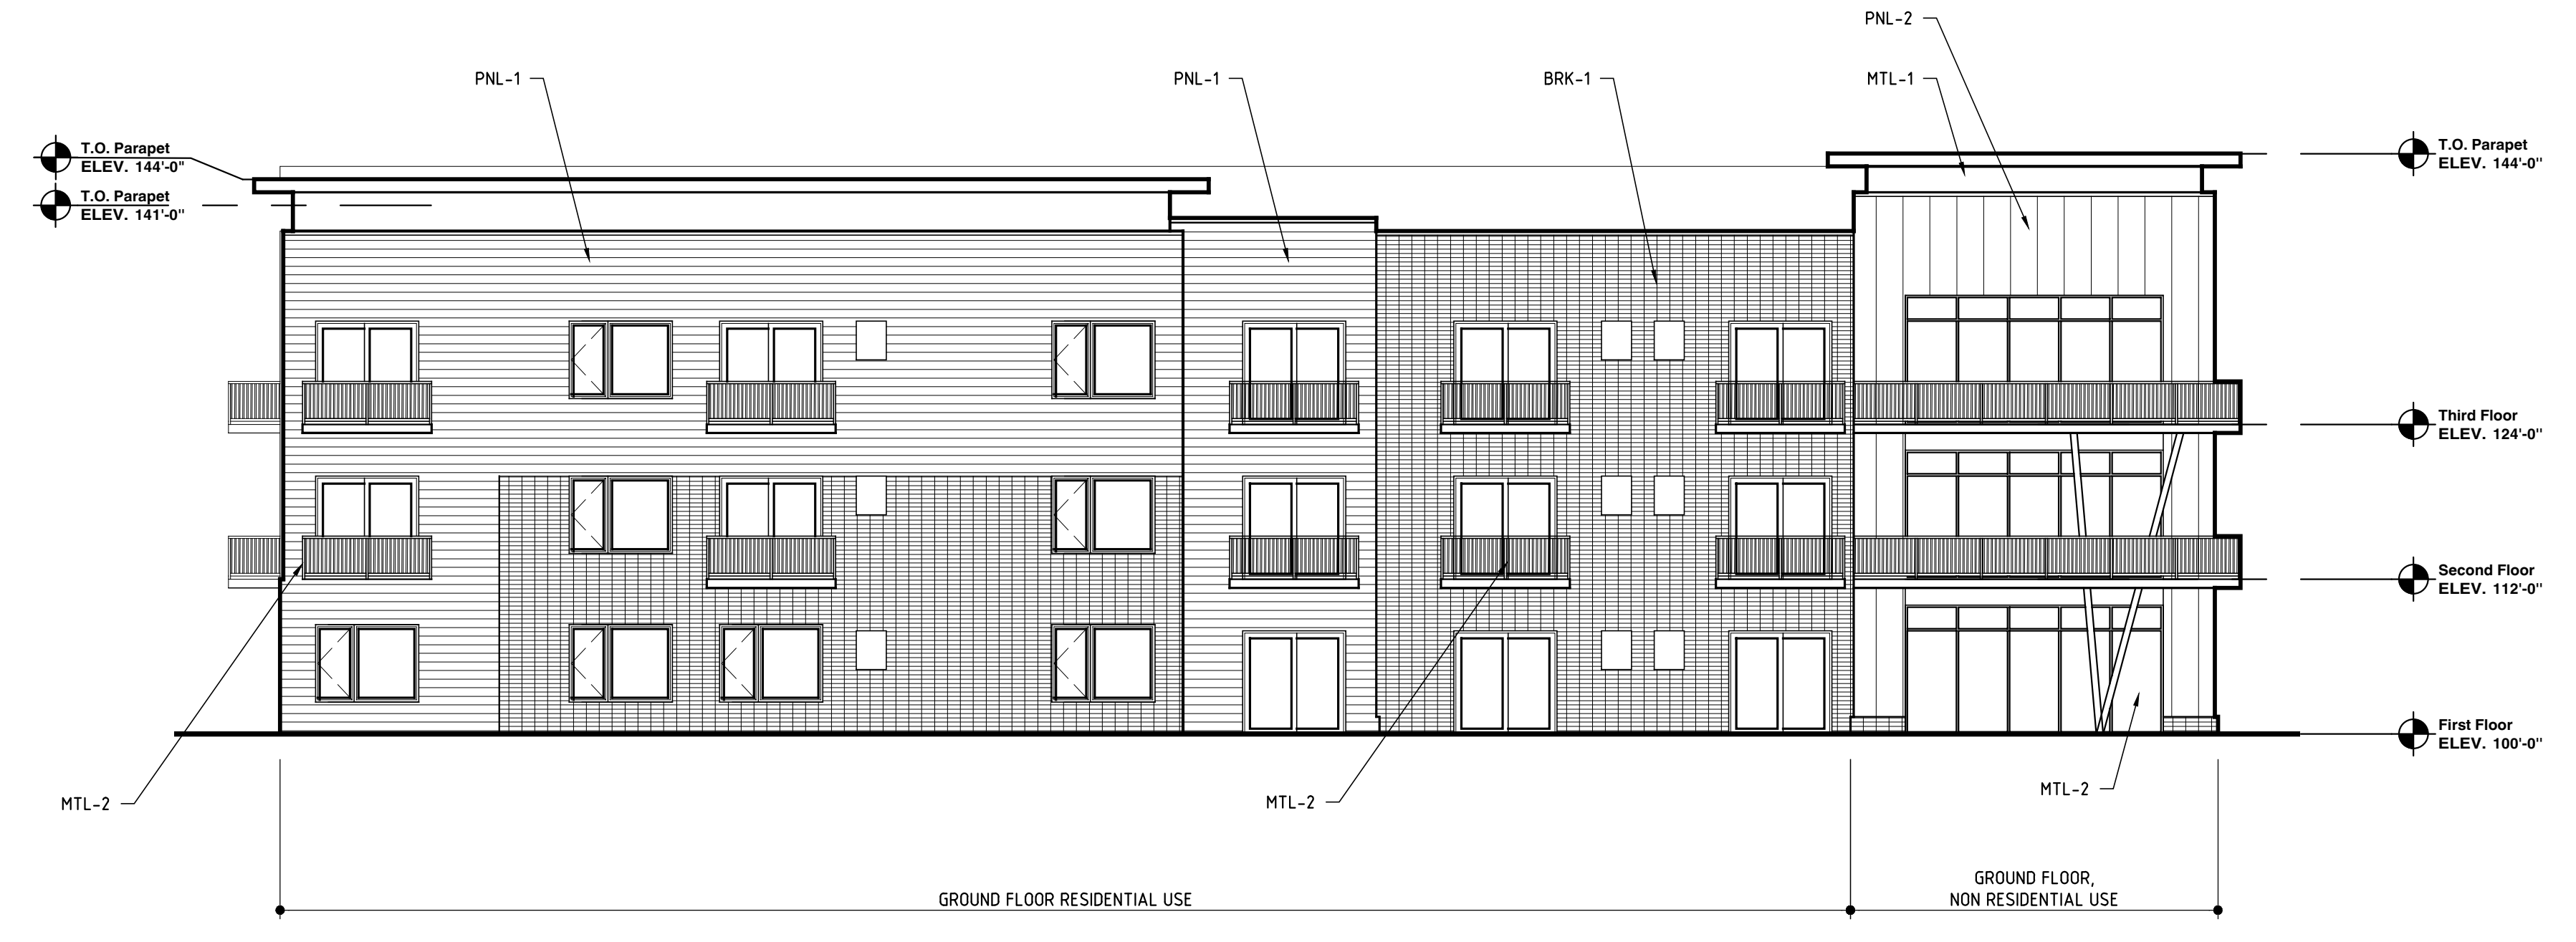 PNL-2
PNL-1
PNL-1
BRK-1
MTL-1
T.O. Parapet
ELEV. 144'-0"
T.O. Parapet
ELEV. 141'-0"
T.O. Parapet
ELEV. 144'-0"
Third Floor
ELEV. 124'-0"
Second Floor
ELEV. 112'-0"
First Floor
ELEV. 100'-0"
MTL-2
MTL-2
MTL-2
GROUND FLOOR RESIDENTIAL USE
GROUND FLOOR,
NON RESIDENTIAL USE